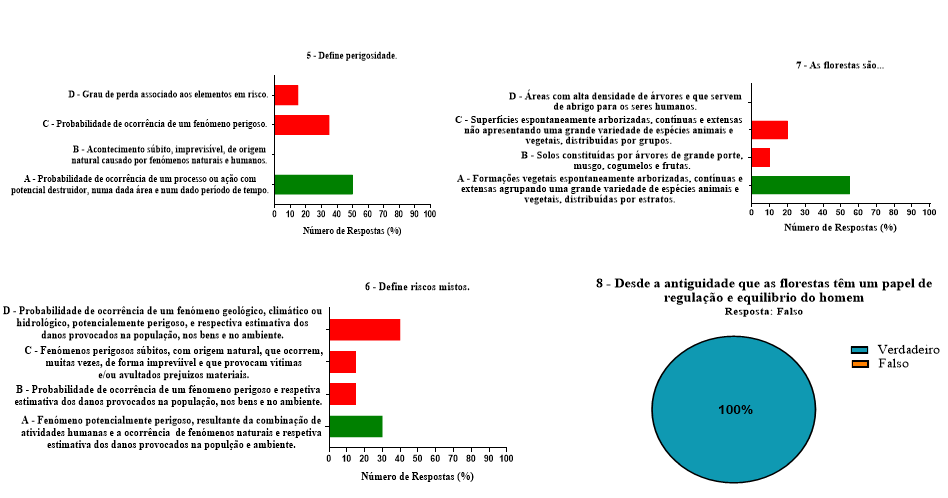 5 - Define perigosidade.
D - Grau de perda associado aos elementos em risco.
C - Probabilidade de ocorrência de um fenómeno perigoso.
B - Acontecimento súbito, imprevisível, de origem
natural causado por fenómenos naturais e humanos.
A - Probabilidade de ocorrência de um processo ou ação com
potencial destruidor, numa dada área e num dado período de tempo.
0 10 20 30 40 50 60 70 80 90 100
Número de Respostas (%)
7 - As florestas são...
D - Áreas com alta densidade de árvores e que servem
de abrigo para os seres humanos.
C - Superfícies espontaneamente arborizadas, contínuas e extensas
não apresentando uma grande variedade de espécies animais e
vegetais, distribuídas por grupos.
B - Solos constituídas por árvores de grande porte,
musgo, cogumelos e frutas.
A - Formações vegetais espontaneamente arborizadas, contínuas e
extensas agrupando uma grande variedade de espécies animais e
vegetais, distribuídas por estratos.
0 10 20 30 40 50 60 70 80 90 100
Número de Respostas (%)
6 - Define riscos mistos.
D - Probabilidade de ocorrência de um fenómeno geológico, climático ou
hidrológico, potencialemente perigoso, e respectiva estimativa dos
danos provocados na população, nos bens e no ambiente.
C - Fenómenos perigosos súbitos, com origem natural, que ocorrem,
muitas vezes, de forma impreviível e que provocam vítimas
e/ou avultados prejuízos materiais.
B - Probabilidade de ocorrência de um fénomeno perigoso e respetiva
estimativa dos danos provocados na população, nos bens e no ambiente.
A - Fenómeno potencialmente perigoso, resultante da combinação de
atividades humanas e a ocorrência de fenómenos naturais e respetiva
estimativa dos danos provocados na populção e ambiente.
0 10 20 30 40 50 60 70 80 90 100
Número de Respostas (%)
8 - Desde a antiguidade que as florestas têm um papel de
regulação e equilíbrio do homem
Resposta: Falso
Verdadeiro
Falso
100%